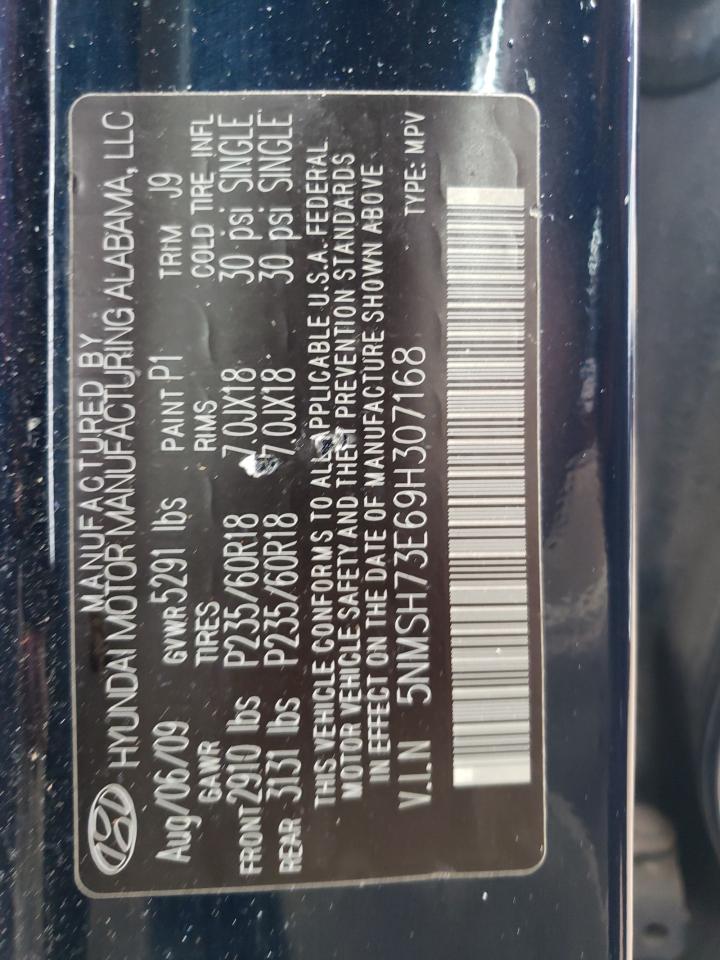 MANUFACTURED BY
HYUNDAI MOTOR MANUFACTURING ALABAMA, LLC
Aug/06/09 GVWR 5291 lbs PAINT P1 TRIM J9
GAWR TIRES RIMS COLD TIRE INFL
FRONT 2910 lbs P235/60R18 7.0JX18 30 psi SINGLE
REAR 3131 lbs P235/60R18 7.0JX18 30 psi SINGLE
THIS VEHICLE CONFORMS TO ALL APPLICABLE U.S.A. FEDERAL
MOTOR VEHICLE SAFETY AND THEFT PREVENTION STANDARDS
IN EFFECT ON THE DATE OF MANUFACTURE SHOWN ABOVE
V.I.N 5NMSH73E69H307168 TYPE: MPV